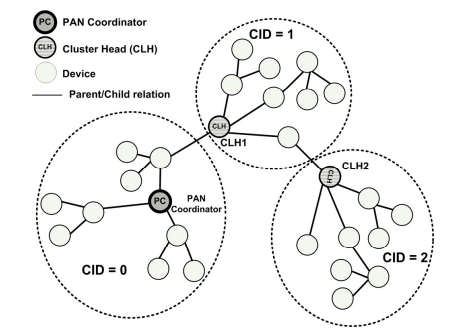 PC PAN Coordinator
CLH Cluster Head (CLH)
Device
Parent/Child relation
CID = 1
CLH
CLH1
CLH2
CLH
PC
PAN
Coordinator
CID = 0
CID = 2